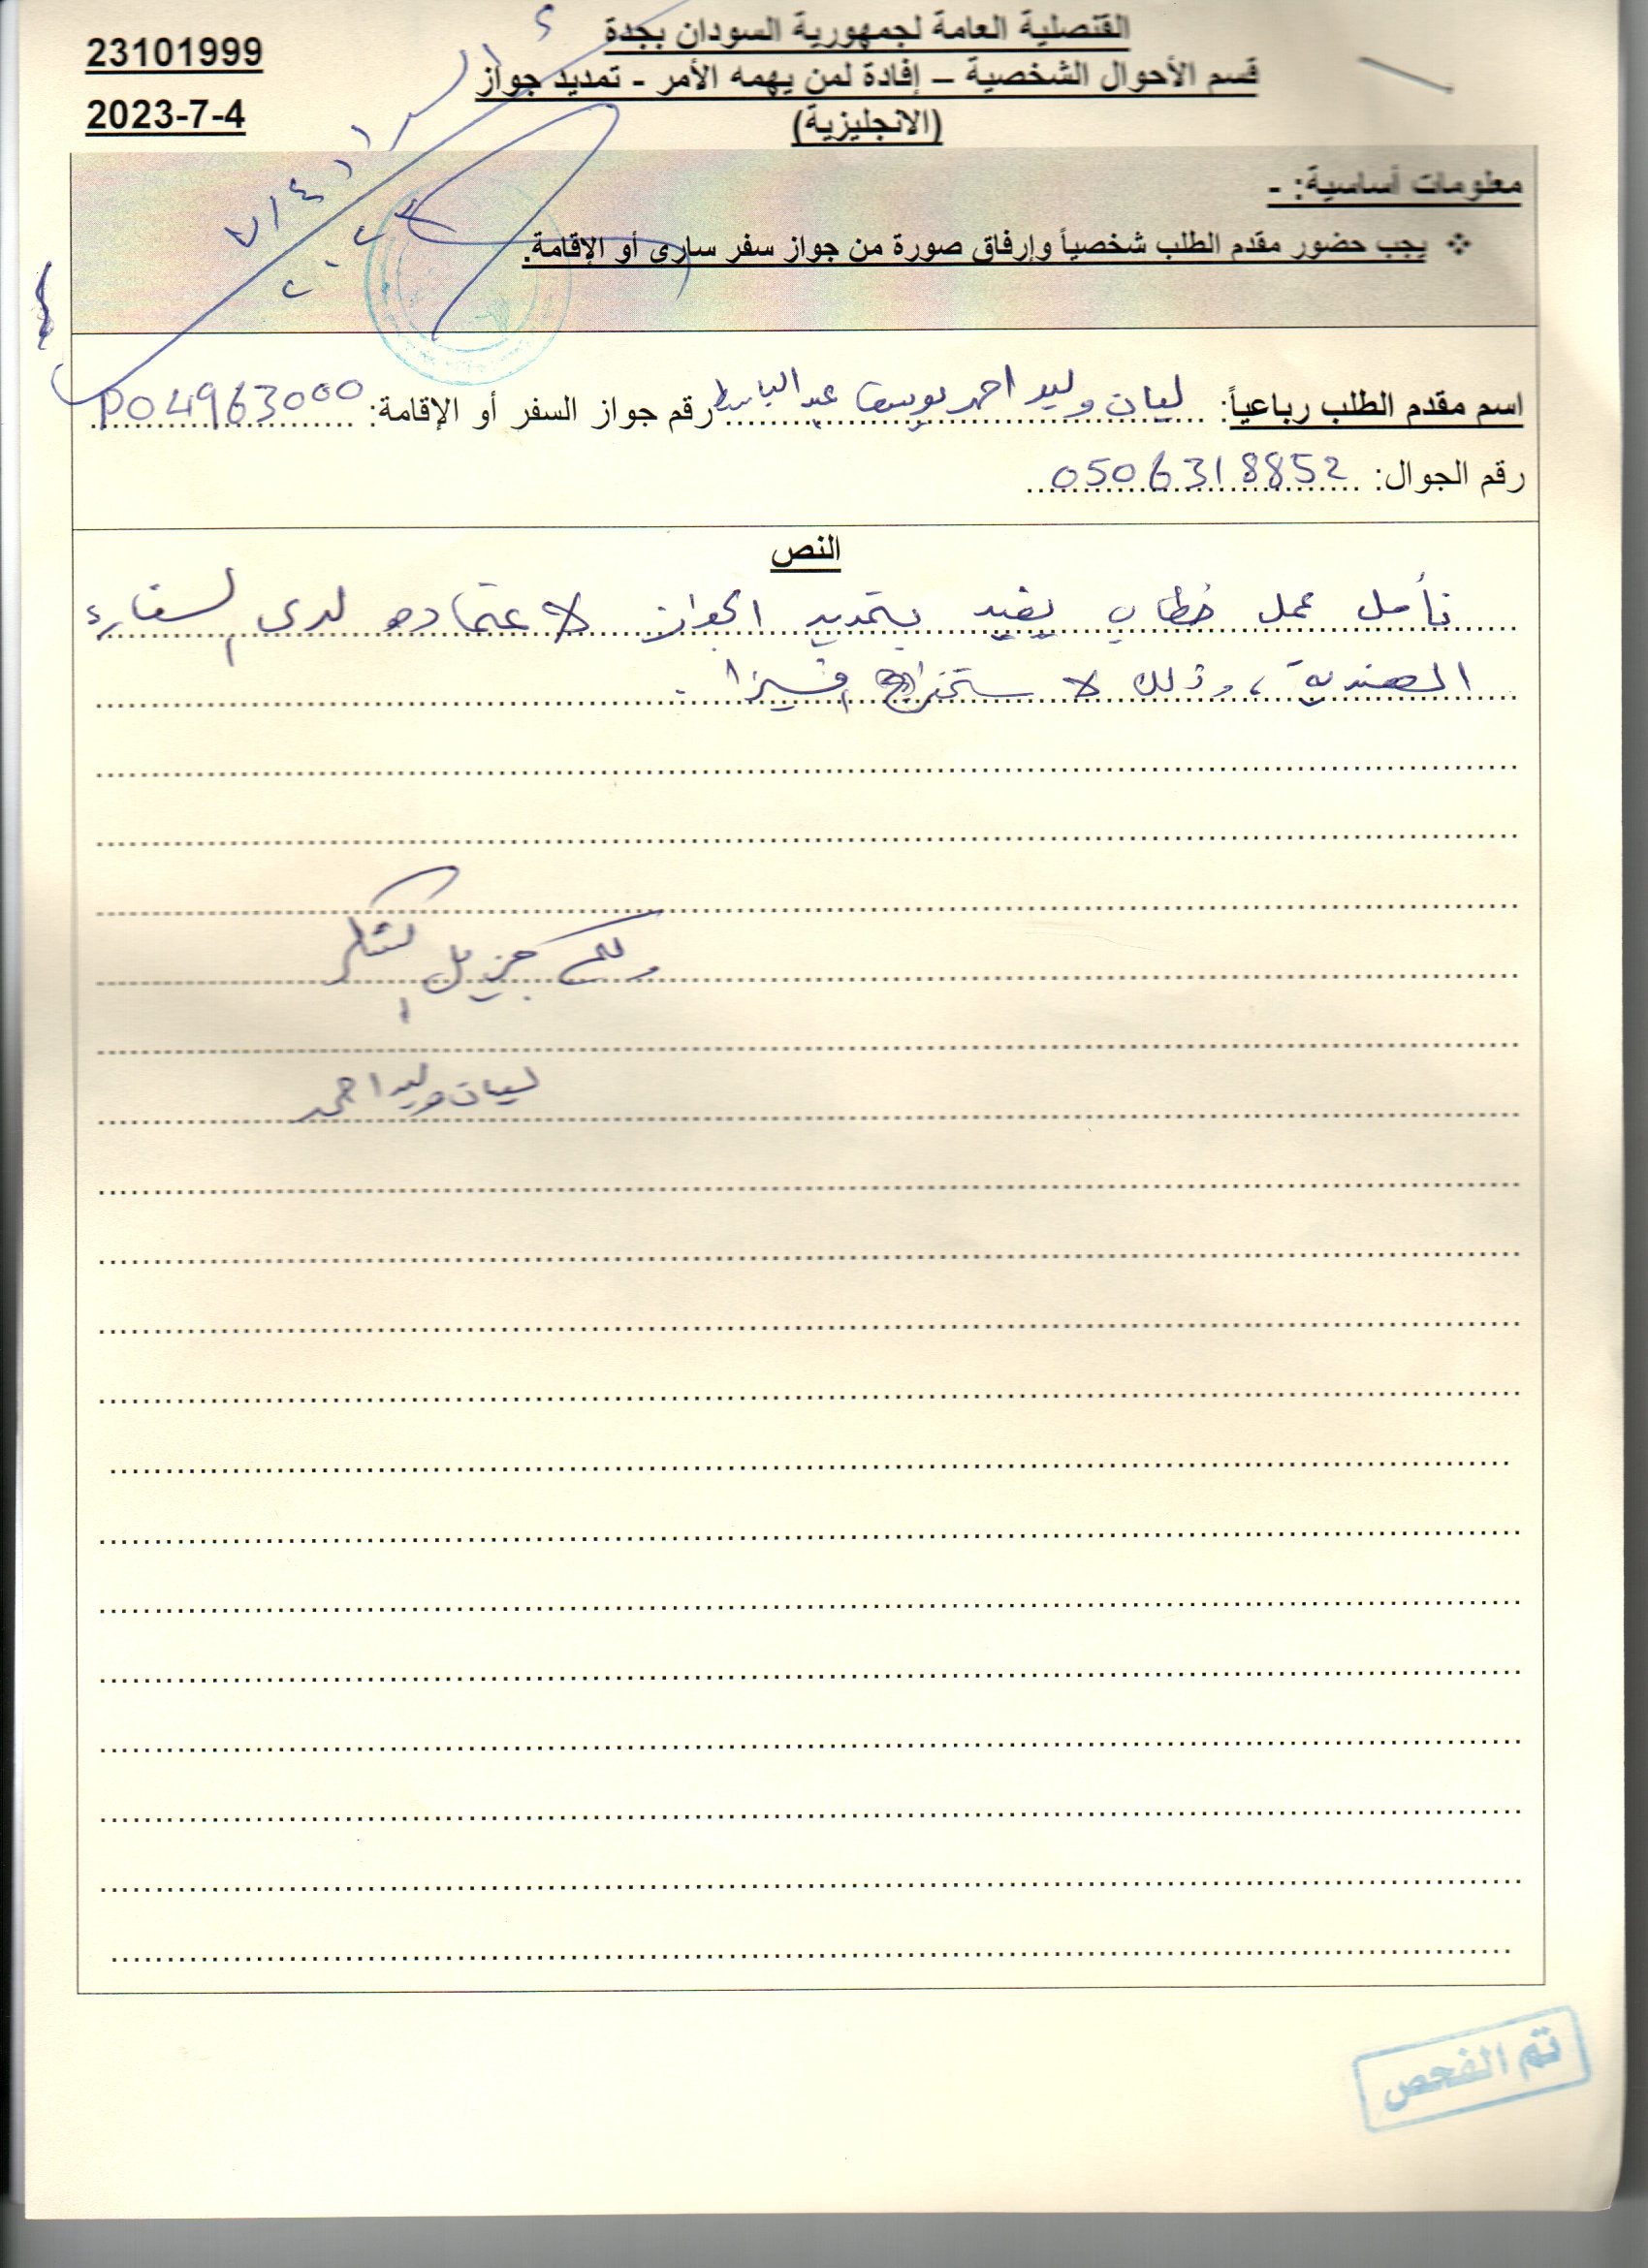 القنصلية العامة لجمهورية السودان بجدة
23101999
قسم الأحوال الشخصية – إفادة لمن يهمه الأمر - تمديد جواز
2023-7-4
(الانجليزية)
معلومات أساسية: -
❖ يجب حضور مقدم الطلب شخصياً وإرفاق صورة من جواز سفر سارى أو الإقامة.
اسم مقدم الطلب رباعياً: ليان وليد احمد يوسف عبد الباسط رقم جواز السفر أو الإقامة: P04963000
رقم الجوال: 0506318852
النص
نأمل عمل خطاب يفيد بتمديد الجواز لاعتماده لدى السفارة
الهندية، وذلك لاستخراج فيزا.
ولكم جزيل الشكر
ليان وليد احمد
تم الفحص